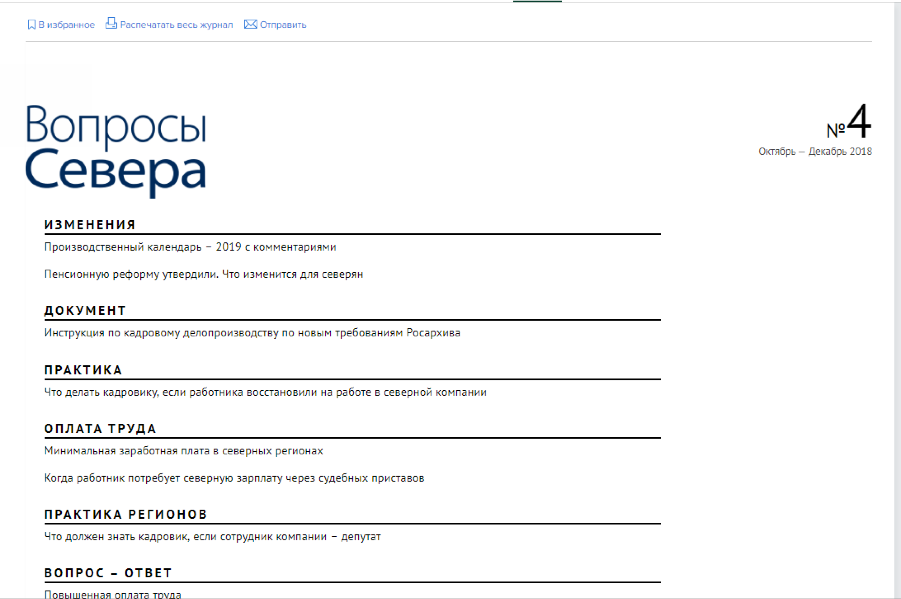 В избранное Распечатать весь журнал Отправить
Вопросы
Севера
№4
Октябрь – Декабрь 2018
ИЗМЕНЕНИЯ
Производственный календарь – 2019 с комментариями
Пенсионную реформу утвердили. Что изменится для северян
ДОКУМЕНТ
Инструкция по кадровому делопроизводству по новым требованиям Росархива
ПРАКТИКА
Что делать кадровику, если работника восстановили на работе в северной компании
ОПЛАТА ТРУДА
Минимальная заработная плата в северных регионах
Когда работник потребует северную зарплату через судебных приставов
ПРАКТИКА РЕГИОНОВ
Что должен знать кадровик, если сотрудник компании – депутат
ВОПРОС – ОТВЕТ
Повышенная оплата труда